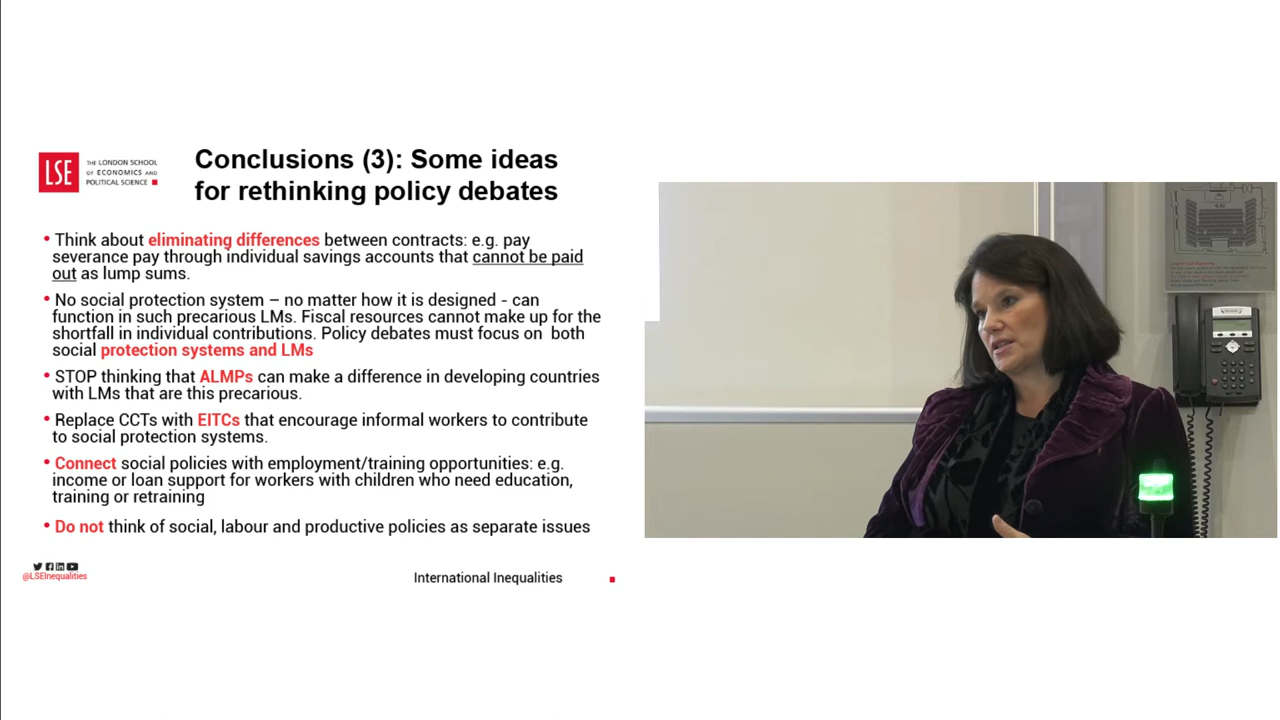 LSE
THE LONDON SCHOOL
OF ECONOMICS AND
POLITICAL SCIENCE
Conclusions (3): Some ideas
for rethinking policy debates
• Think about eliminating differences between contracts: e.g. pay
severance pay through individual savings accounts that cannot be paid
out as lump sums.
• No social protection system – no matter how it is designed - can
function in such precarious LMs. Fiscal resources cannot make up for the
shortfall in individual contributions. Policy debates must focus on both
social protection systems and LMs
• STOP thinking that ALMPs can make a difference in developing countries
with LMs that are this precarious.
• Replace CCTs with EITCs that encourage informal workers to contribute
to social protection systems.
• Connect social policies with employment/training opportunities: e.g.
income or loan support for workers with children who need education,
training or retraining
• Do not think of social, labour and productive policies as separate issues
@LSEInequalities
International Inequalities